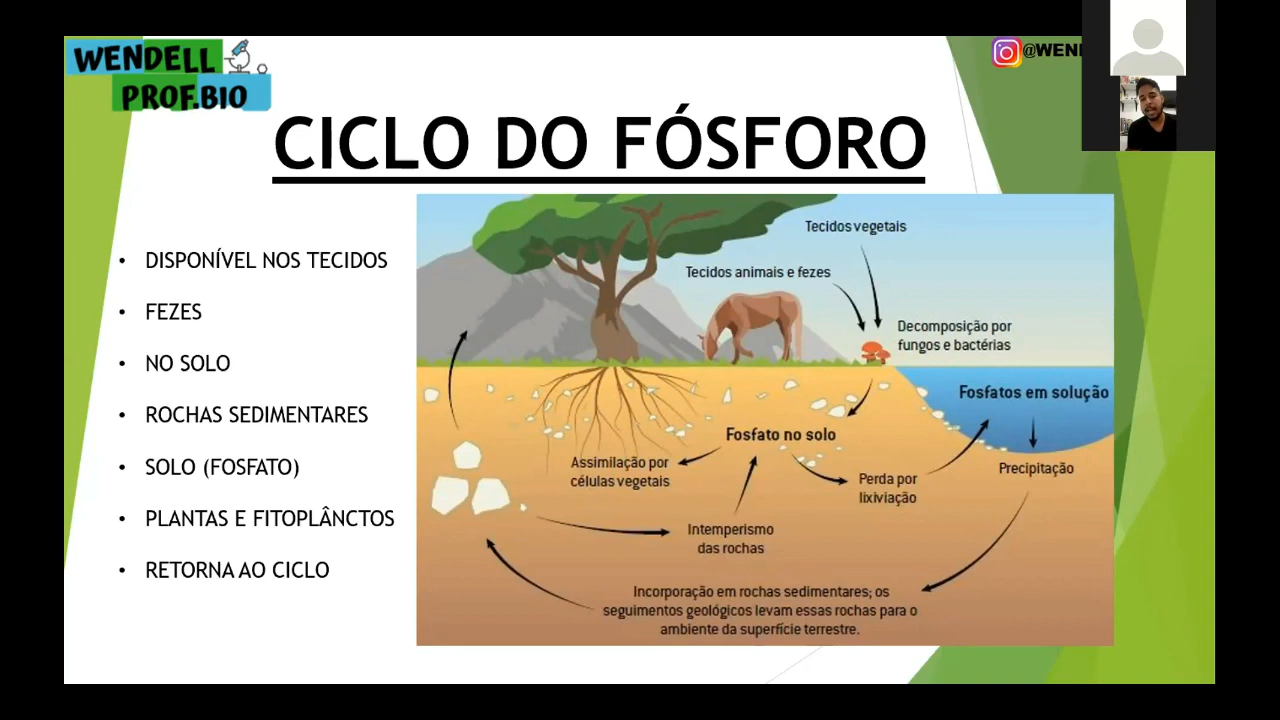 WENDELL
PROF.BIO
CICLO DO FÓSFORO
• DISPONÍVEL NOS TECIDOS
• FEZES
• NO SOLO
• ROCHAS SEDIMENTARES
• SOLO (FOSFATO)
• PLANTAS E FITOPLÂNCTOS
• RETORNA AO CICLO
Tecidos vegetais
Tecidos animais e fezes
Decomposição por
fungos e bactérias
Fosfatos em solução
Fosfato no solo
Assimilação por
células vegetais
Perda por
lixiviação
Precipitação
Intemperismo
das rochas
Incorporação em rochas sedimentares; os
seguimentos geológicos levam essas rochas para o
ambiente da superfície terrestre.